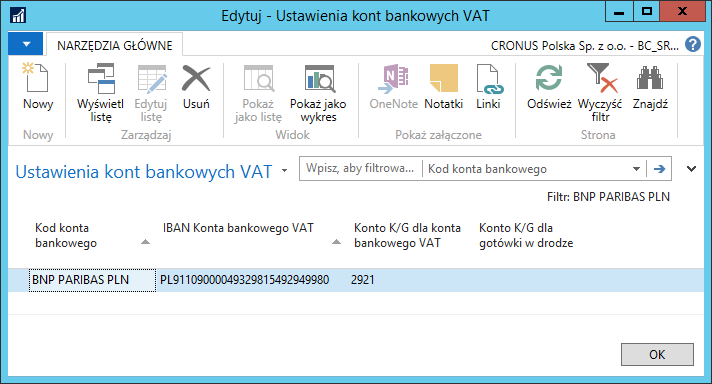 Edytuj - Ustawienia kont bankowych VAT
NARZĘDZIA GŁÓWNE
CRONUS Polska Sp. z o.o. - BC_SR... ?
Nowy
Wyświetl listę
Edytuj listę
Usuń
Pokaż jako listę
Pokaż jako wykres
OneNote
Notatki
Linki
Odśwież
Wyczyść filtr
Znajdź
Nowy
Zarządzaj
Widok
Pokaż załączone
Strona
Ustawienia kont bankowych VAT
Wpisz, aby filtrowa...
Kod konta bankowego
Filtr: BNP PARIBAS PLN
Kod konta bankowego
IBAN Konta bankowego VAT
Konto K/G dla konta bankowego VAT
Konto K/G dla gotówki w drodze
BNP PARIBAS PLN
PL91109000049329815492949980
2921
OK